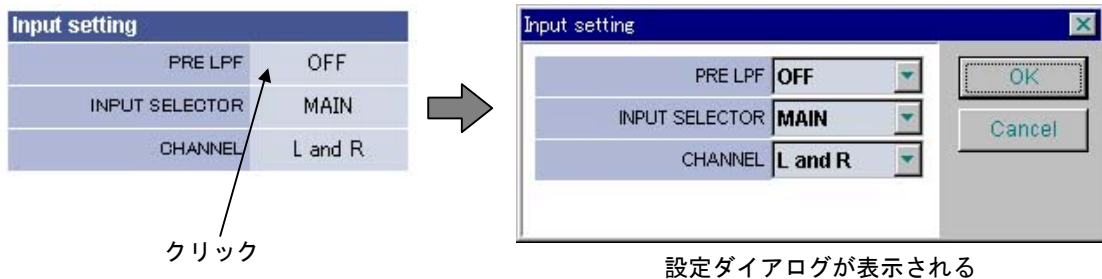 Input setting
PRE LPF OFF
INPUT SELECTOR MAIN
CHANNEL L and R
クリック
Input setting
PRE LPF OFF
INPUT SELECTOR MAIN
CHANNEL L and R
OK
Cancel
設定ダイアログが表示される